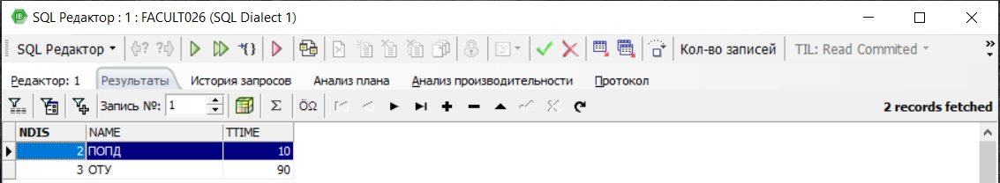 SQL Редактор : 1 : FACULT026 (SQL Dialect 1)
SQL Редактор Кол-во записей TIL: Read Commited
Редактор: 1 Результаты История запросов Анализ плана Анализ производительности Протокол
Запись №: 1 Σ ÖΩ 2 records fetched
NDIS NAME TTIME
2 ПОПД 10
3 ОТУ 90